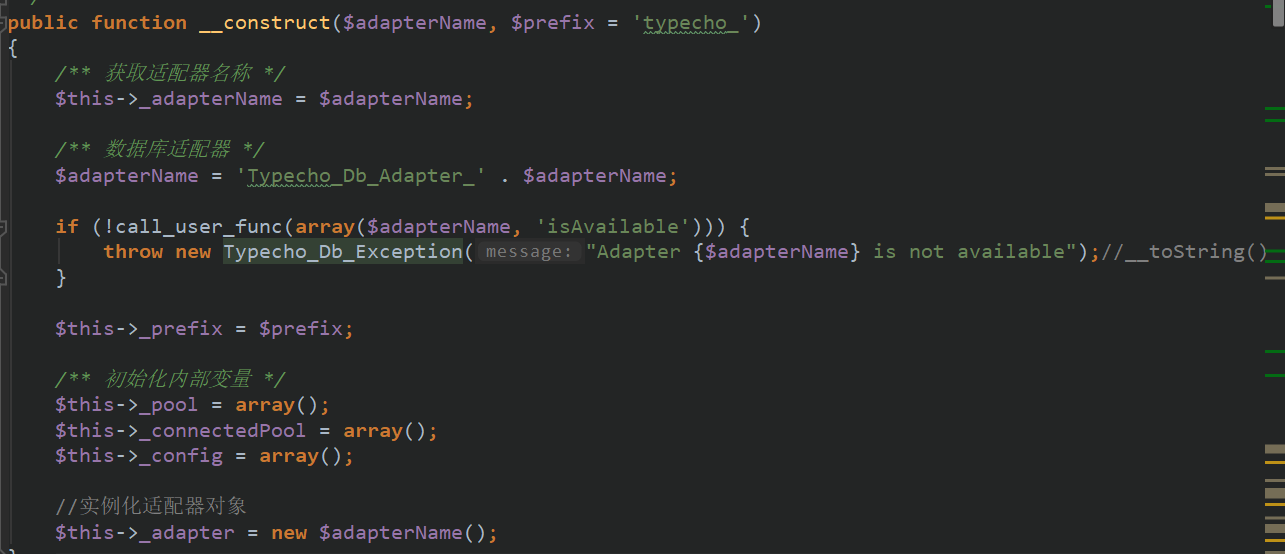 public function __construct($adapterName, $prefix = 'typecho_')
{
/** 获取适配器名称 */
$this->_adapterName = $adapterName;
/** 数据库适配器 */
$adapterName = 'Typecho_Db_Adapter_' . $adapterName;
if (!call_user_func(array($adapterName, 'isAvailable'))) {
throw new Typecho_Db_Exception( message: "Adapter {$adapterName} is not available");//__toString()
}
$this->_prefix = $prefix;
/** 初始化内部变量 */
$this->_pool = array();
$this->_connectedPool = array();
$this->_config = array();
//实例化适配器对象
$this->_adapter = new $adapterName();